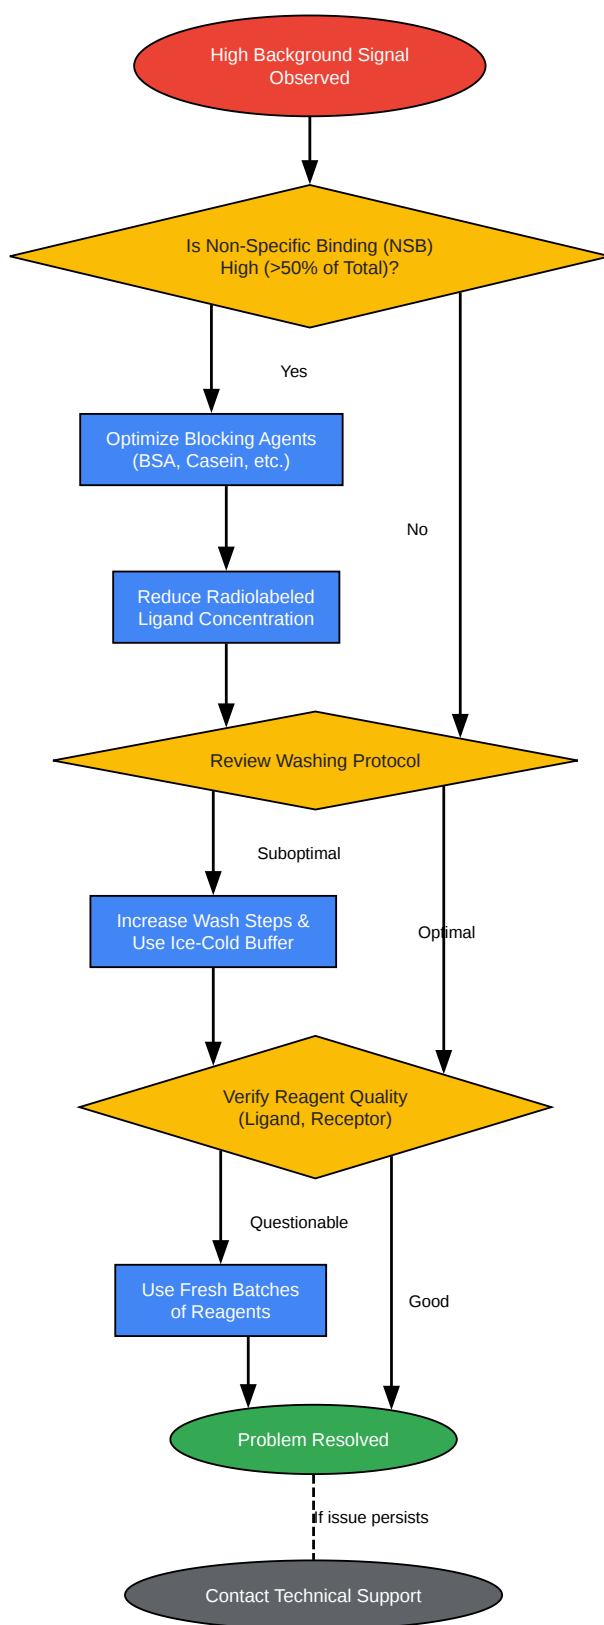 High Background Signal
Observed
Is Non-Specific Binding (NSB)
High (>50% of Total)?
Yes
Optimize Blocking Agents
(BSA, Casein, etc.)
No
Reduce Radiolabeled
Ligand Concentration
Review Washing Protocol
Suboptimal
Increase Wash Steps &
Use Ice-Cold Buffer
Optimal
Verify Reagent Quality
(Ligand, Receptor)
Questionable
Use Fresh Batches
of Reagents
Good
Problem Resolved
If issue persists
Contact Technical Support